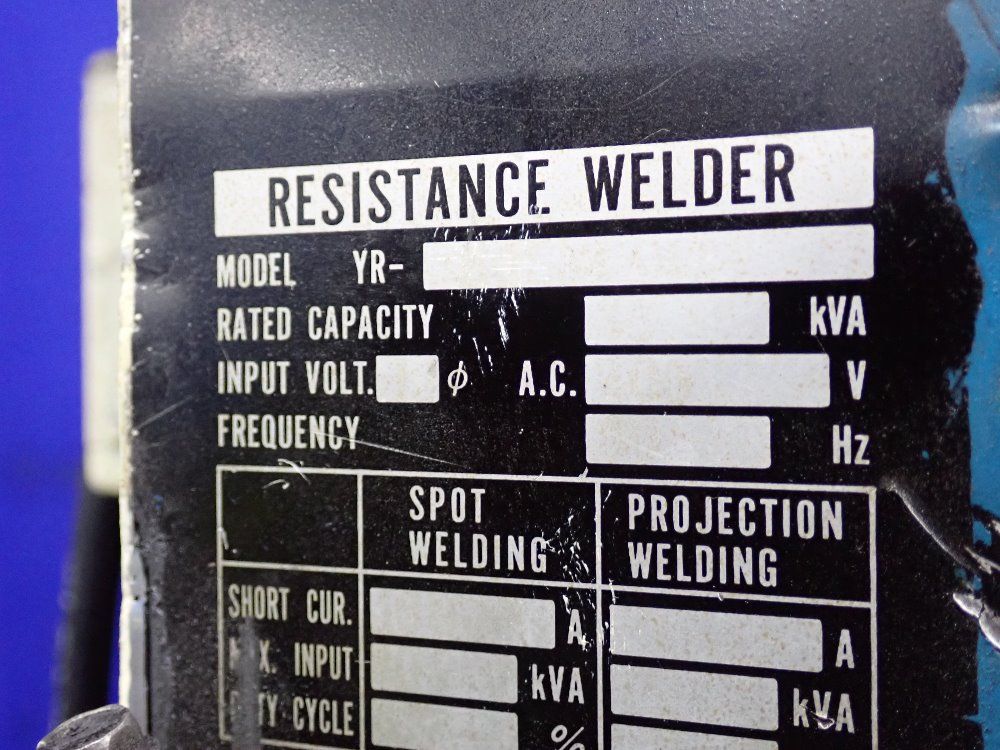 RESISTANCE WELDER
MODEL YR-
RATED CAPACITY kVA
INPUT VOLT. φ A.C. V
FREQUENCY Hz
SPOT WELDING
PROJECTION WELDING
SHORT CUR. A A
INPUT kVA kVA
CYCLE %